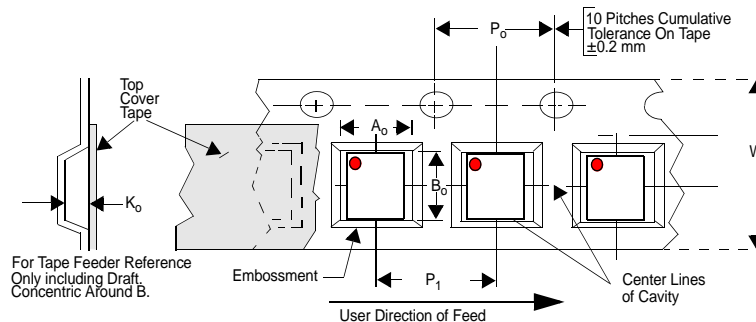 10 Pitches Cumulative
Tolerance On Tape
±0.2 mm
Po
Top
Cover
Tape
Ao
W
Bo
Ko
For Tape Feeder Reference
Only including Draft.
Concentric Around B.
Embossment
P1
Center Lines
of Cavity
User Direction of Feed